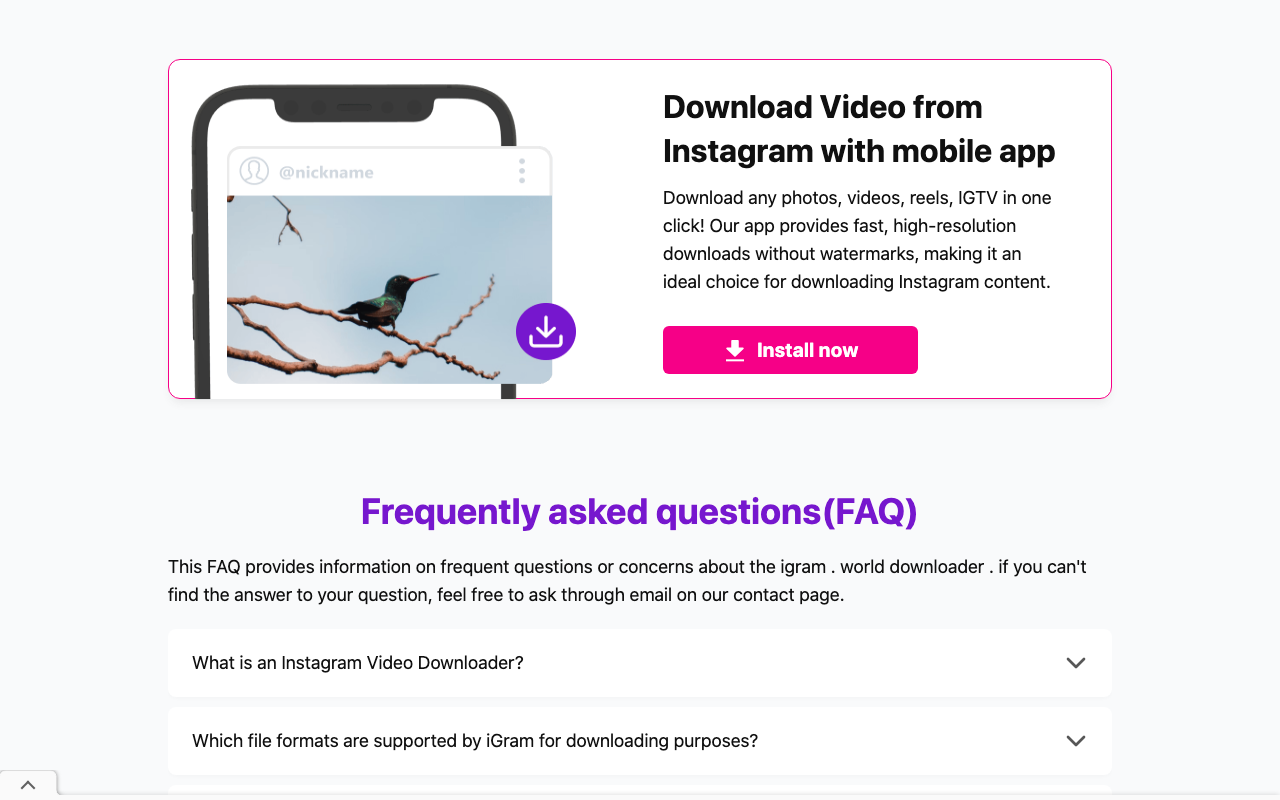 @nickname
Download Video from
Instagram with mobile app
Download any photos, videos, reels, IGTV in one
click! Our app provides fast, high-resolution
downloads without watermarks, making it an
ideal choice for downloading Instagram content.
Install now
Frequently asked questions(FAQ)
This FAQ provides information on frequent questions or concerns about the igram . world downloader . if you can't
find the answer to your question, feel free to ask through email on our contact page.
What is an Instagram Video Downloader?
Which file formats are supported by iGram for downloading purposes?